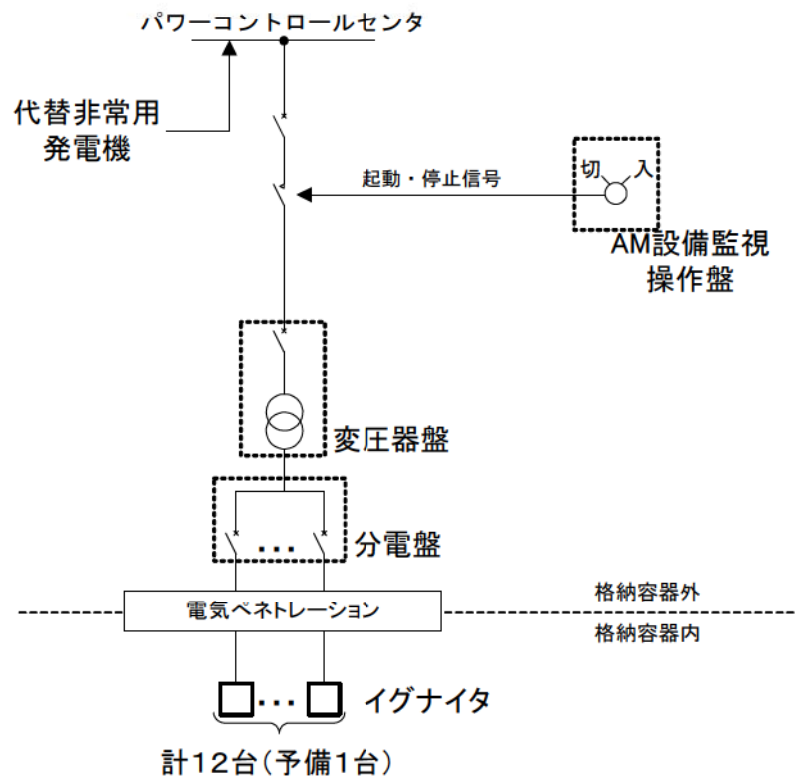 パワーコントロールセンタ
代替非常用
発電機
起動・停止信号
切 入
AM設備監視
操作盤
変圧器盤
分電盤
電気ペネトレーション
格納容器外
格納容器内
イグナイタ
計12台(予備1台)